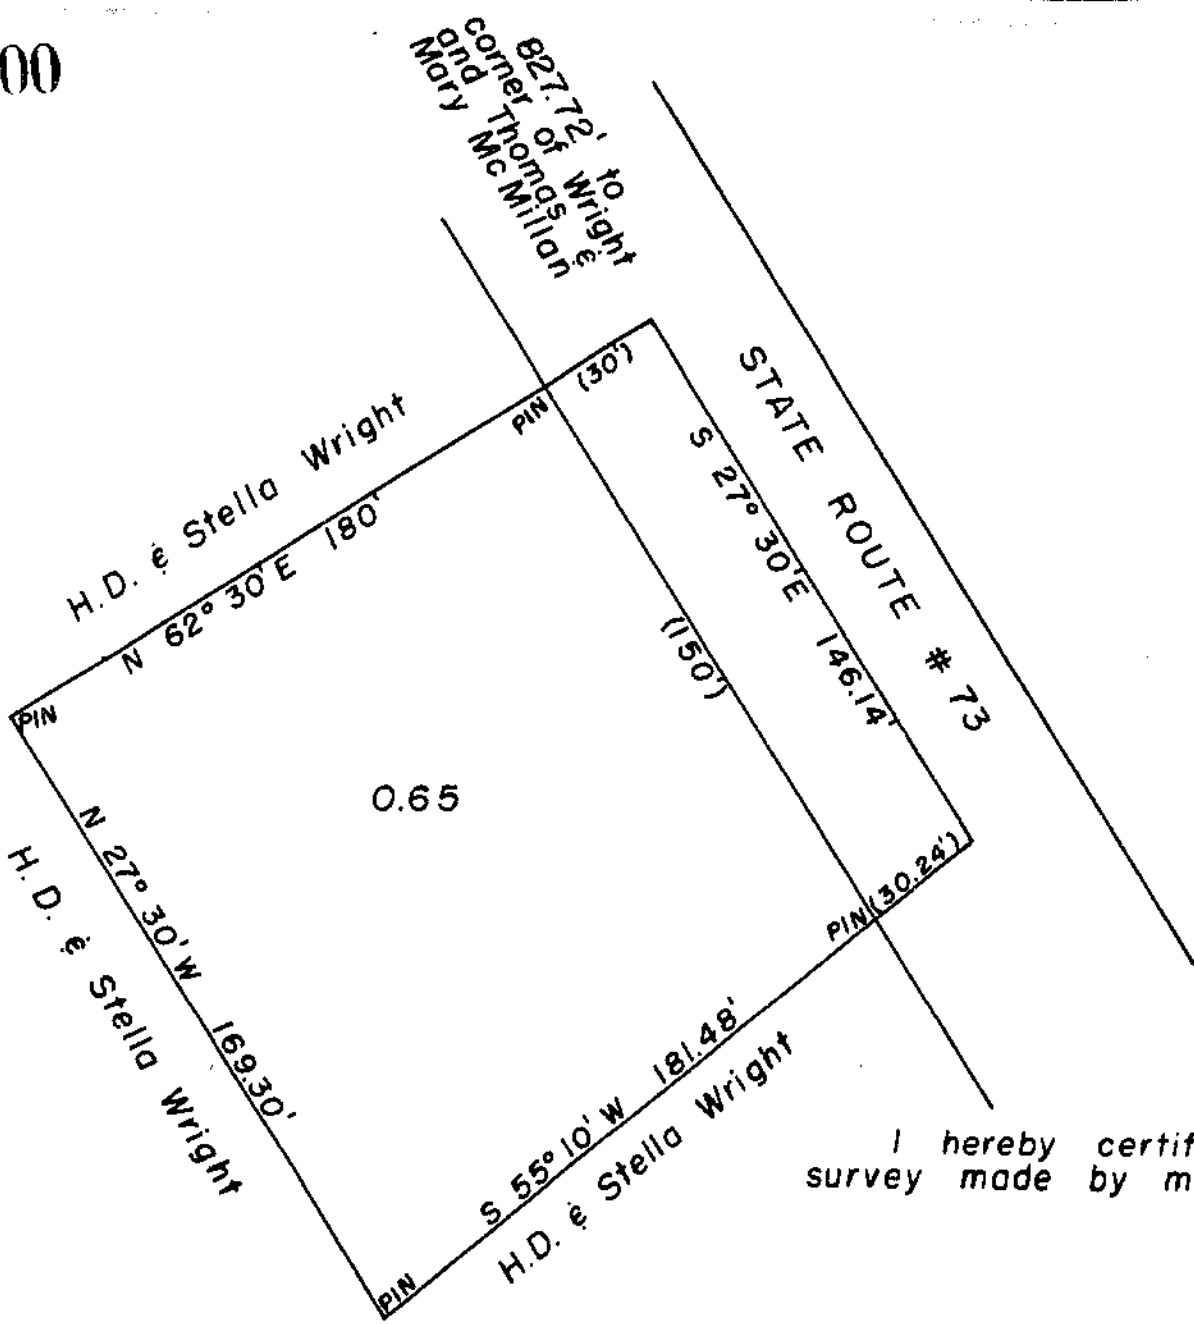 00
827.72' to
corner of Wright
and Thomas &
Mary McMillan
STATE ROUTE # 73
(30')
PIN
H.D. & Stella Wright
N 62° 30' E 180'
S 27° 30' E 146.14'
(150')
PIN
0.65
N 27° 30' W 169.30'
H.D. & Stella Wright
PIN (30.24')
S 55° 10' W 181.48'
H.D. & Stella Wright
PIN
I hereby certif
survey made by m